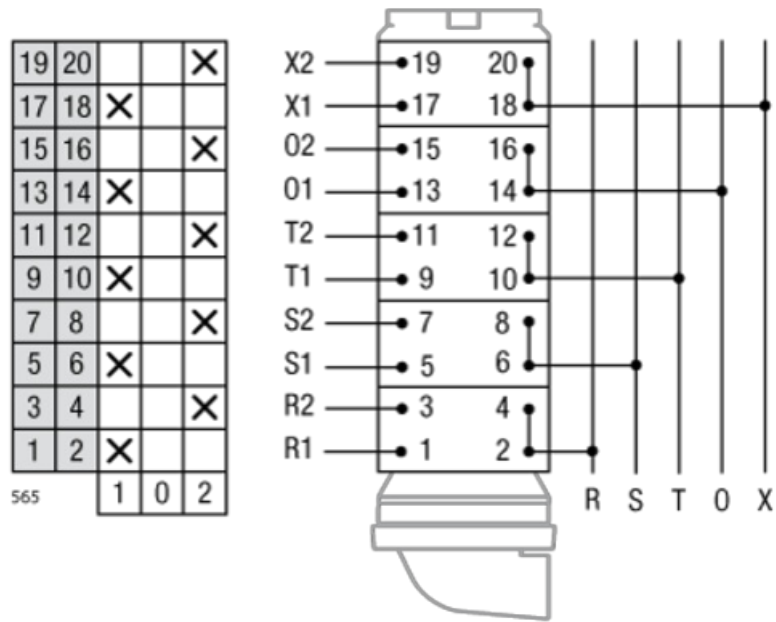 19 20 X2 19 20
17 18 X1 17 18
15 16 O2 15 16
13 14 O1 13 14
11 12 T2 11 12
9 10 T1 9 10
7 8 S2 7 8
5 6 S1 5 6
3 4 R2 3 4
1 2 R1 1 2
565 1 0 2 R S T O X